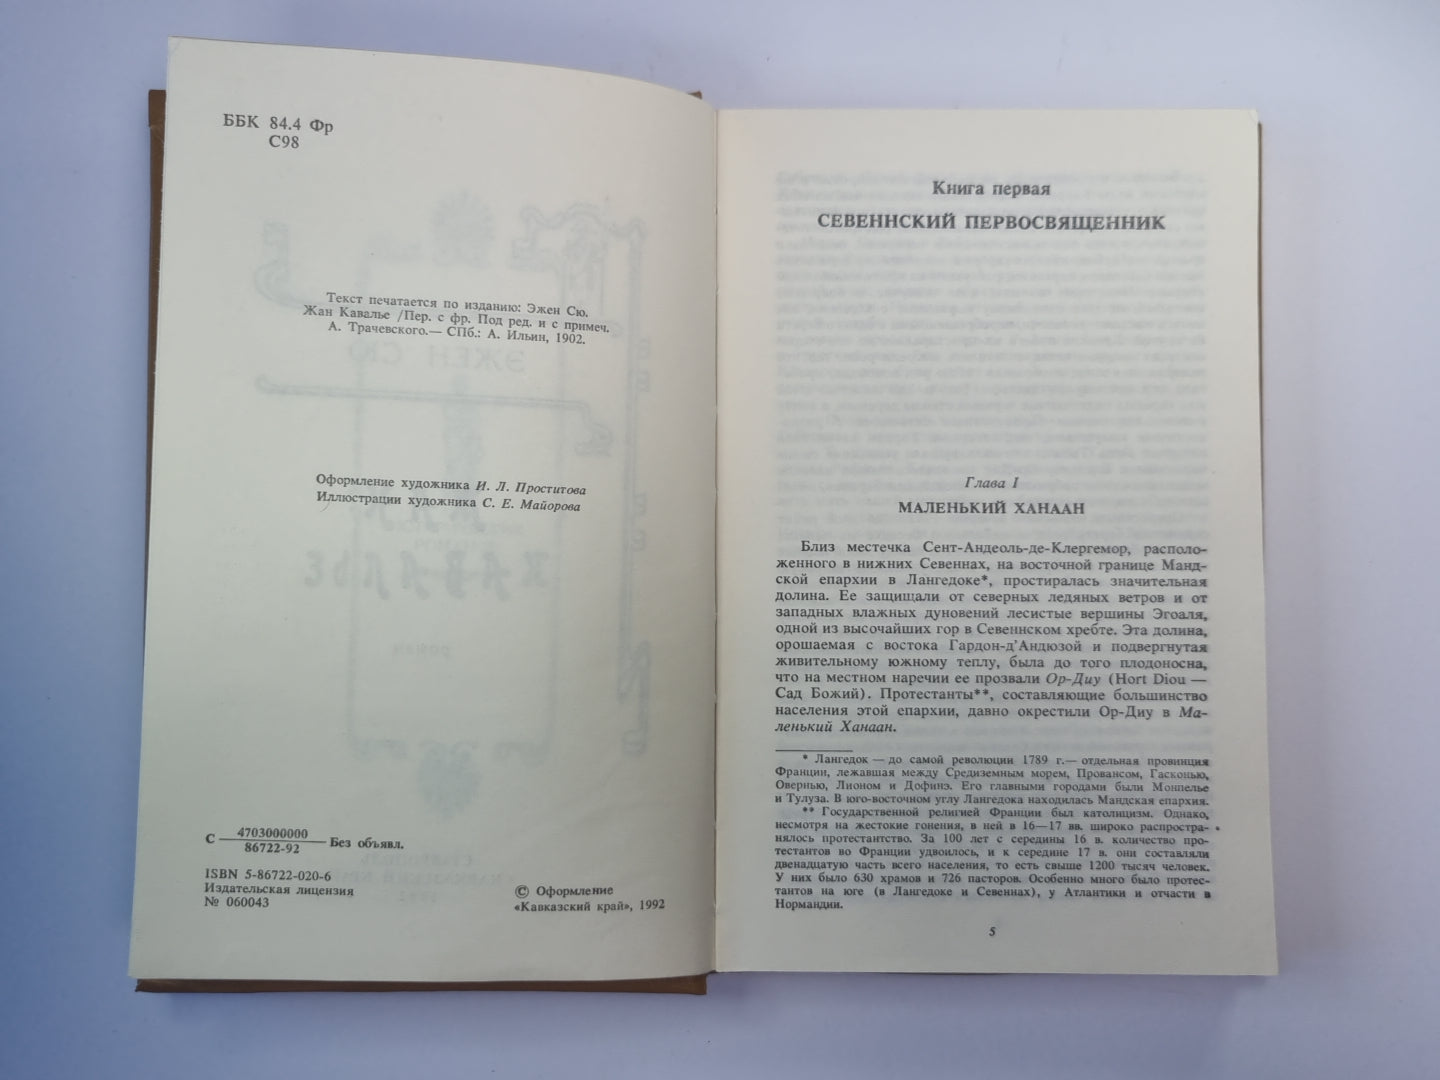 ББК 84.4 Фр
С98
Текст печатается по изданию: Эжен Сю.
Жан Кавалье /Пер. с фр. Под ред. и с примеч.
А. Трачевского.— СПб.: А. Ильин, 1902.
Оформление художника И. Л. Проститова
Иллюстрации художника С. Е. Майорова
С 4703000000 Без объявл.
86722-92
ISBN 5-86722-020-6
Издательская лицензия
№ 060043
© Оформление
«Кавказский край», 1992
Книга первая
СЕВЕННСКИЙ ПЕРВОСВЯЩЕННИК
Глава I
МАЛЕНЬКИЙ ХАНААН
Близ местечка Сент-Андеоль-де-Клергемор, располо-
женного в нижних Севеннах, на восточной границе Манд-
ской епархии в Лангедоке*, простиралась значительная
долина. Ее защищали от северных ледяных ветров и от
западных влажных дуновений лесистые вершины Эгоаля,
одной из высочайших гор в Севеннском хребте. Эта долина,
орошаемая с востока Гардон-д'Андюзой и подвергнутая
живительному южному теплу, была до того плодоносна,
что на местном наречии ее прозвали Ор-Диу (Hort Diou —
Сад Божий). Протестанты**, составляющие большинство
населения этой епархии, давно окрестили Ор-Диу в Ма-
ленький Ханаан.
* Лангедок — до самой революции 1789 г.— отдельная провинция
Франции, лежавшая между Средиземным морем, Провансом, Гасконью,
Овернью, Лионом и Дофинэ. Его главными городами были Монпелье
и Тулуза. В юго-восточном углу Лангедока находилась Мандская епархия.
** Государственной религией Франции был католицизм. Однако,
несмотря на жестокие гонения, в ней в 16—17 вв. широко распростра-
нялось протестантство. За 100 лет с середины 16 в. количество про-
тестантов во Франции удвоилось, и к середине 17 в. они составляли
двенадцатую часть всего населения, то есть свыше 1200 тысяч человек.
У них было 630 храмов и 726 пасторов. Особенно много было протес-
тантов на юге (в Лангедоке и Севеннах), у Атлантики и отчасти в
Нормандии.
5